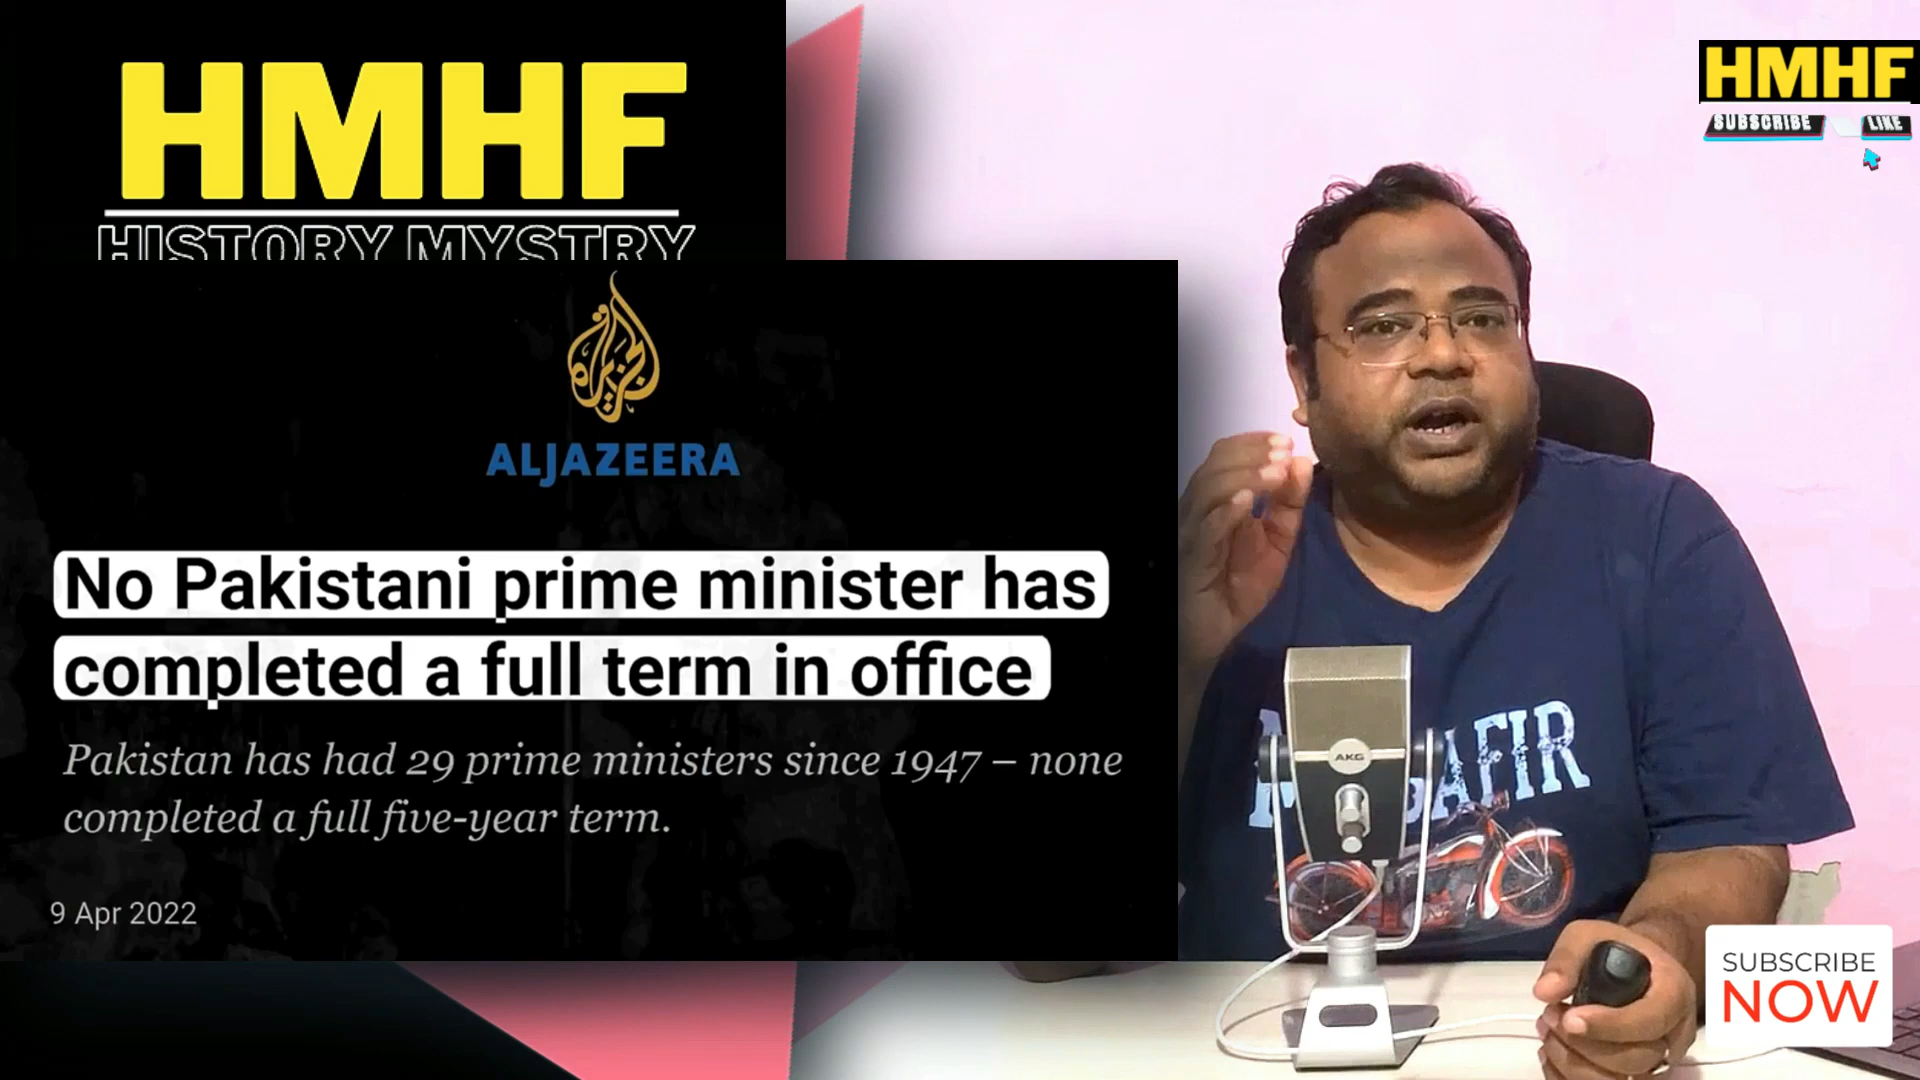 HMHF
HISTORY MYSTRY
HMHF
SUBSCRIBE
LIKE
ALJAZEERA
No Pakistani prime minister has
completed a full term in office
Pakistan has had 29 prime ministers since 1947 – none
completed a full five-year term.
9 Apr 2022
AKG
SUBSCRIBE
NOW